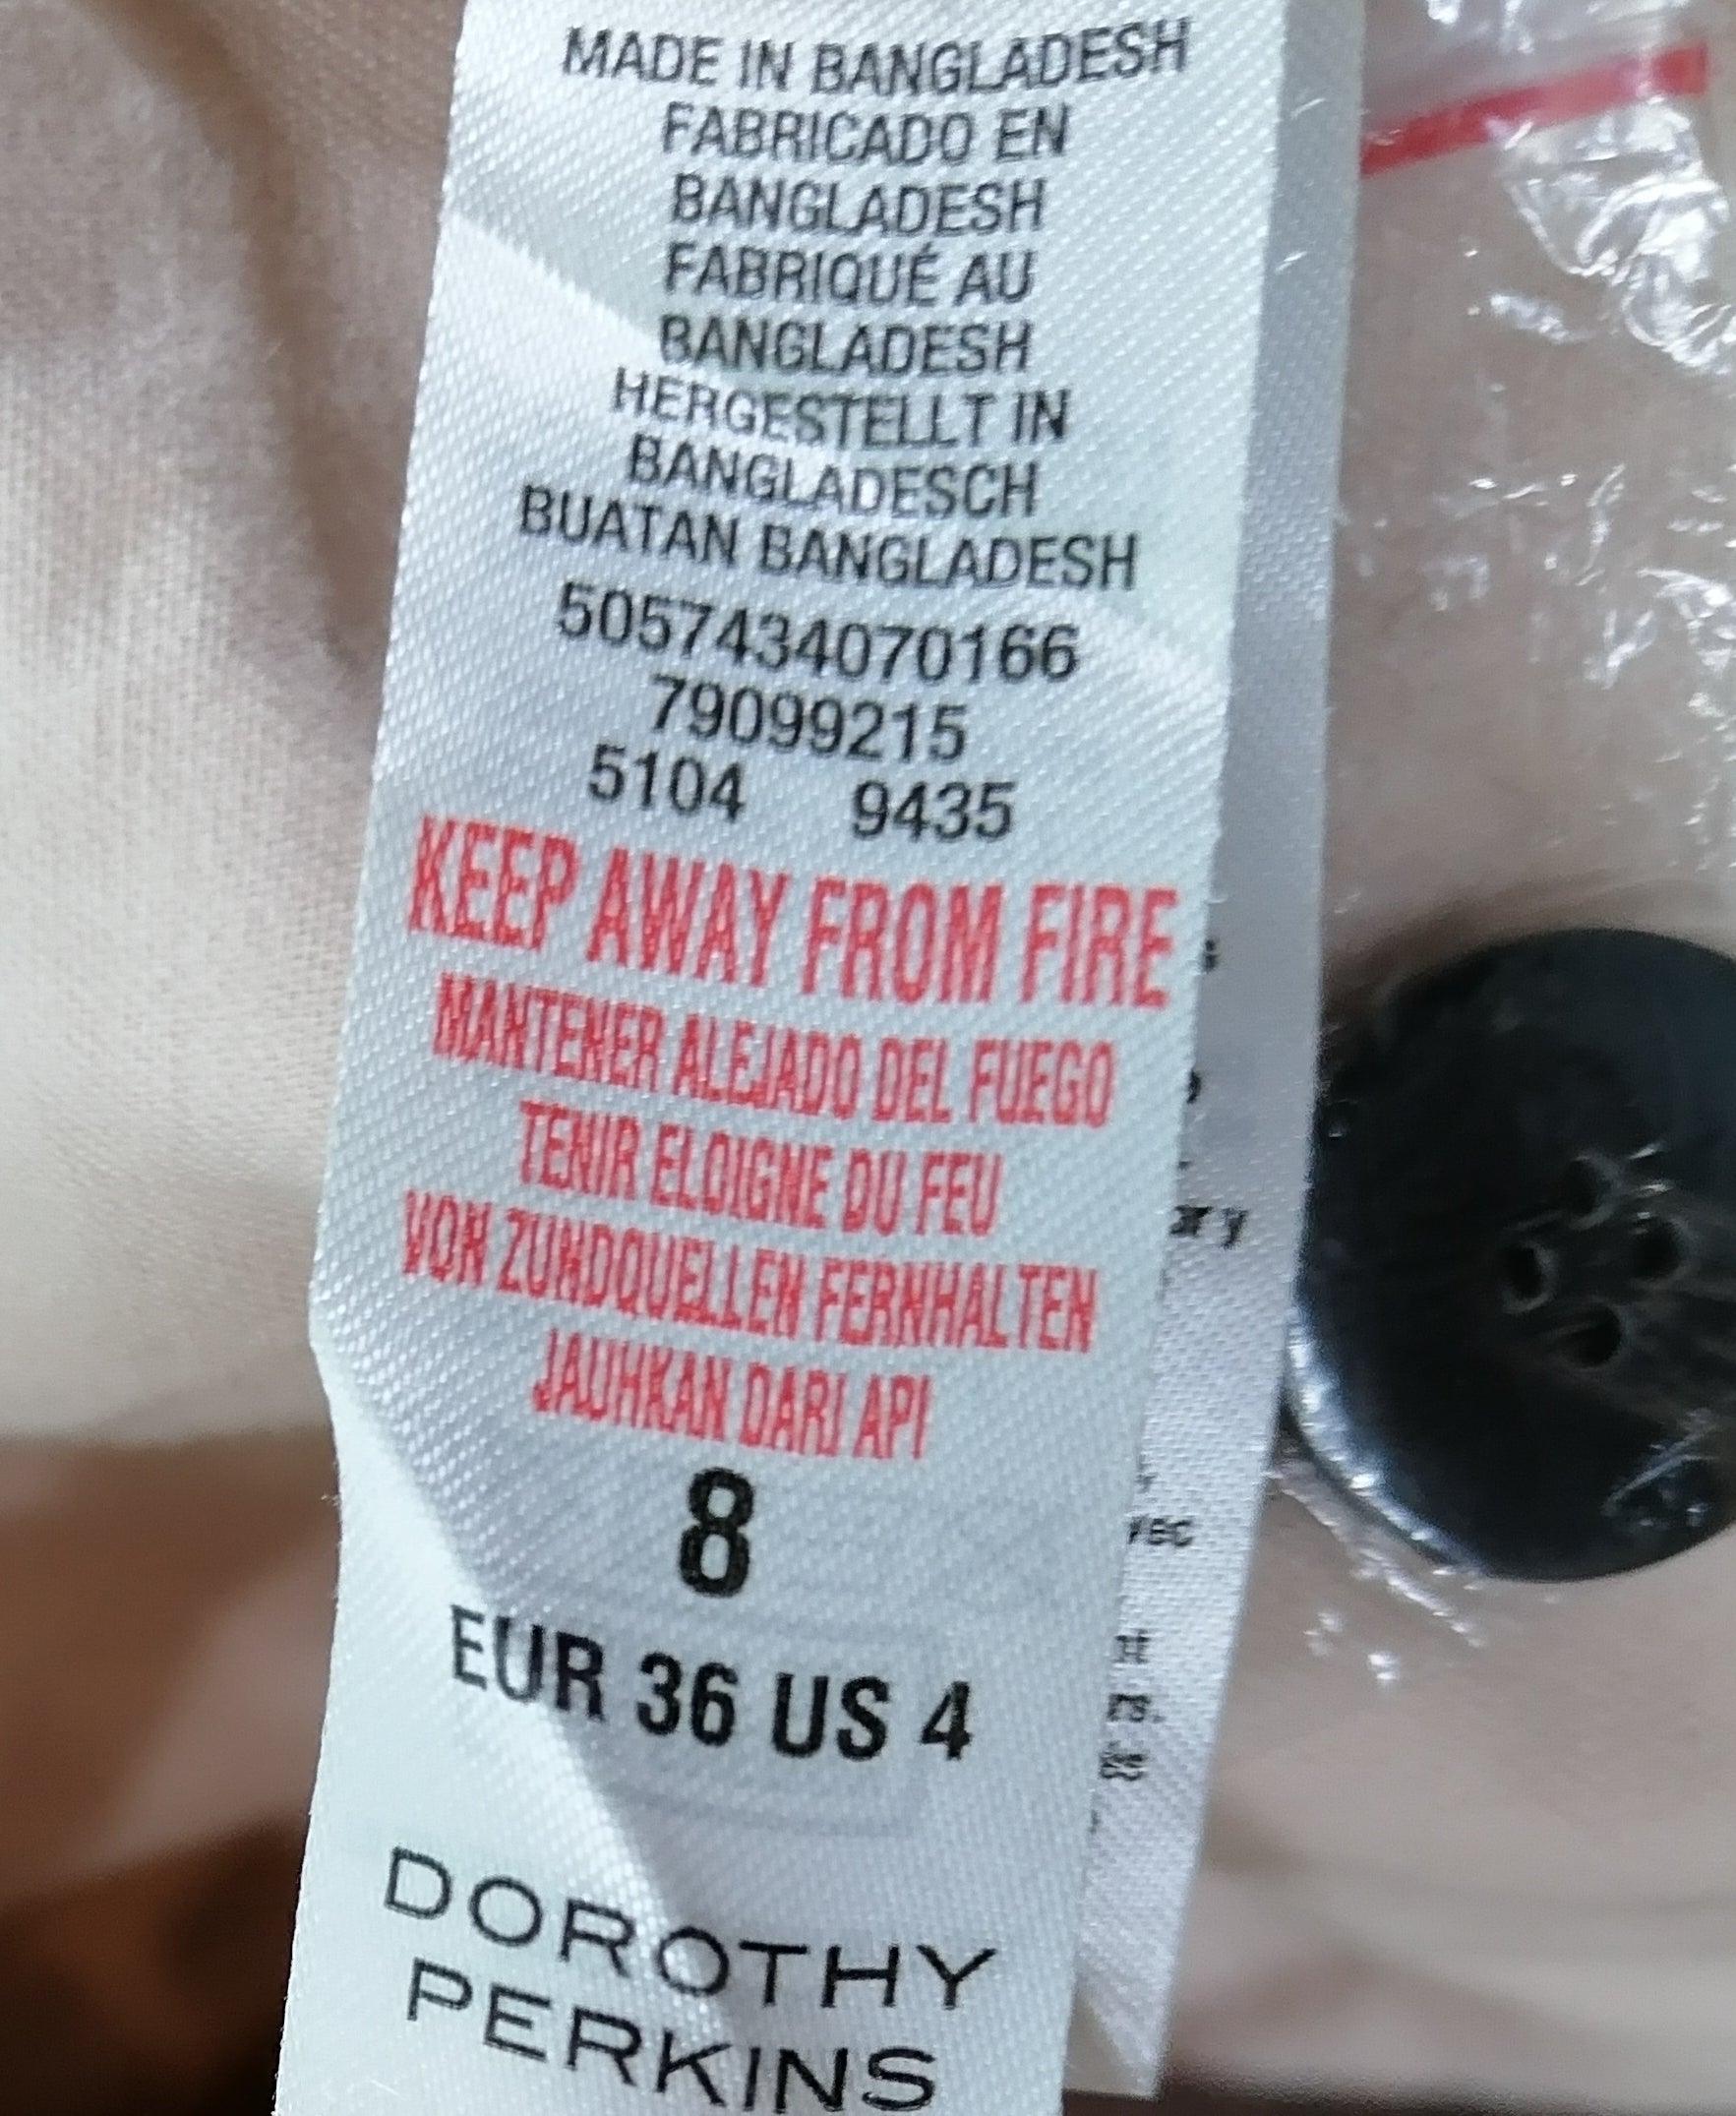 MADE IN BANGLADESH
FABRICADO EN
BANGLADESH
FABRIQUÉ AU
BANGLADESH
HERGESTELLT IN
BANGLADESCH
BUATAN BANGLADESH
5057434070166
79099215
5104 9435
KEEP AWAY FROM FIRE
MANTENER ALEJADO DEL FUEGO
TENIR ELOIGNE DU FEU
VON ZUNDQUELLEN FERNHALTEN
JAUHKAN DARI API
8
EUR 36 US 4
DOROTHY
PERKINS